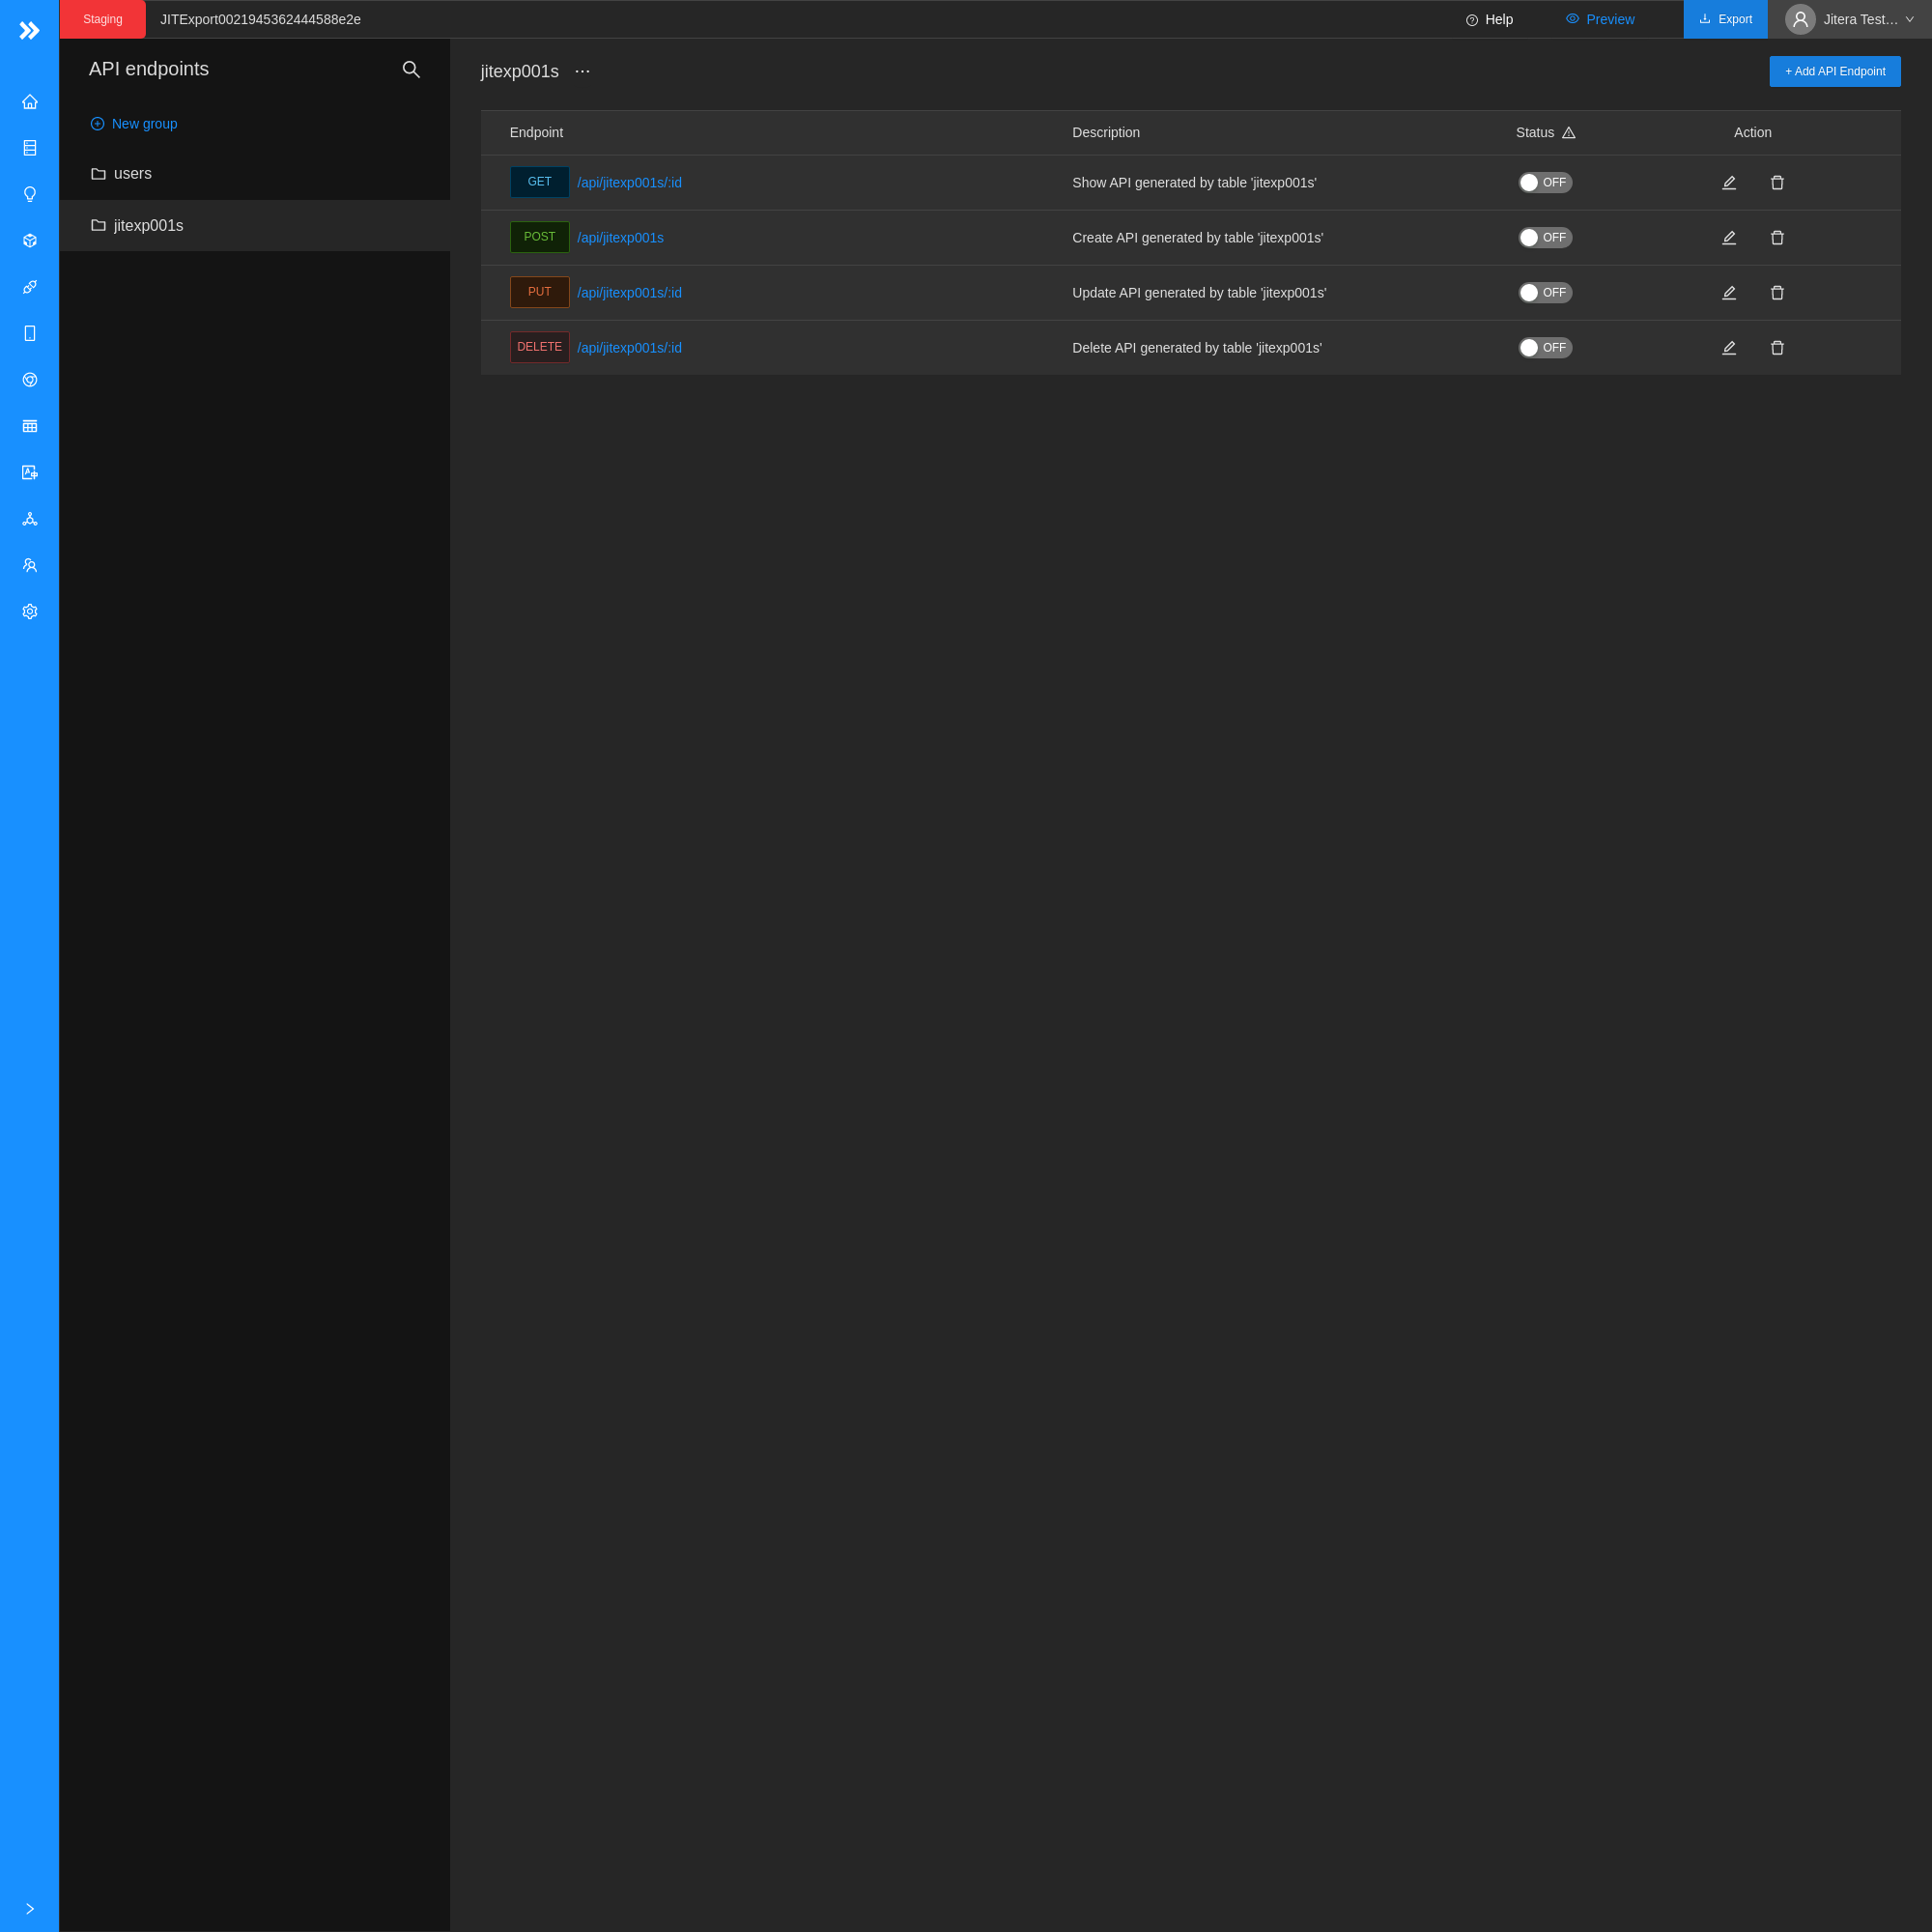 Staging JITExport0021945362444588e2e Help Preview Export Jitera Test…
API endpoints
New group
users
jitexp001s
jitexp001s ··· + Add API Endpoint
Endpoint Description Status Action
GET /api/jitexp001s/:id Show API generated by table 'jitexp001s' OFF
POST /api/jitexp001s Create API generated by table 'jitexp001s' OFF
PUT /api/jitexp001s/:id Update API generated by table 'jitexp001s' OFF
DELETE /api/jitexp001s/:id Delete API generated by table 'jitexp001s' OFF